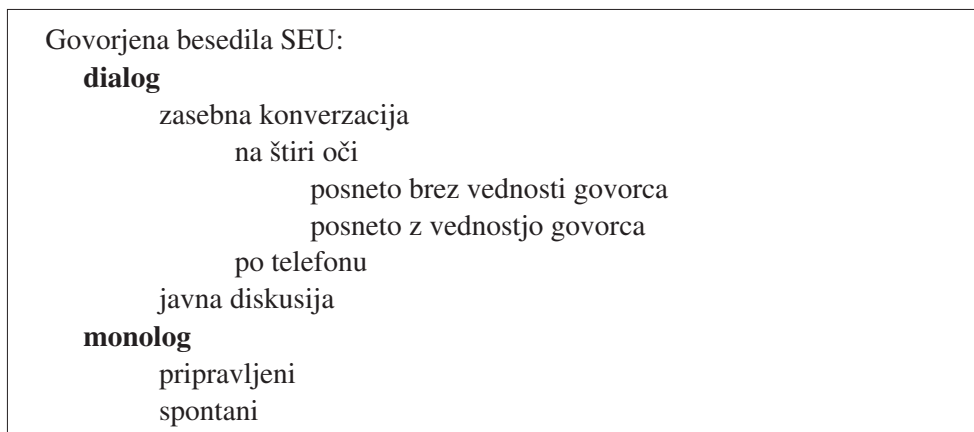 Govorjena besedila SEU:
dialog
zasebna konverzacija
na štiri oči
posneto brez vednosti govorca
posneto z vednostjo govorca
po telefonu
javna diskusija
monolog
pripravljeni
spontani